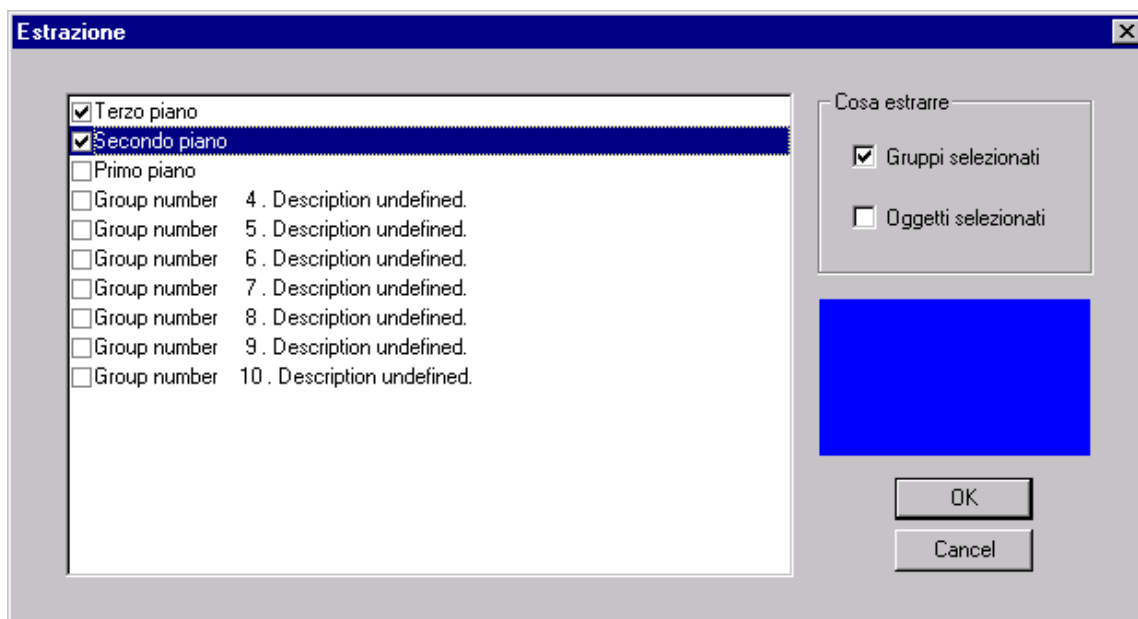 Estrazione
Terzo piano
Secondo piano
Primo piano
Group number 4 . Description undefined.
Group number 5 . Description undefined.
Group number 6 . Description undefined.
Group number 7 . Description undefined.
Group number 8 . Description undefined.
Group number 9 . Description undefined.
Group number 10 . Description undefined.
Cosa estrarre
Gruppi selezionati
Oggetti selezionati
OK
Cancel